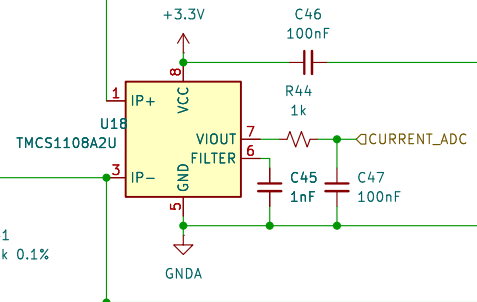 +3.3V
C46
100nF
8
VCC
R44
1k
1
IP+
U18
TMCS1108A2U
VIOUT
7
CURRENT_ADC
FILTER
6
3
IP-
GND
C45
1nF
C47
100nF
5
1
k 0.1%
GNDA